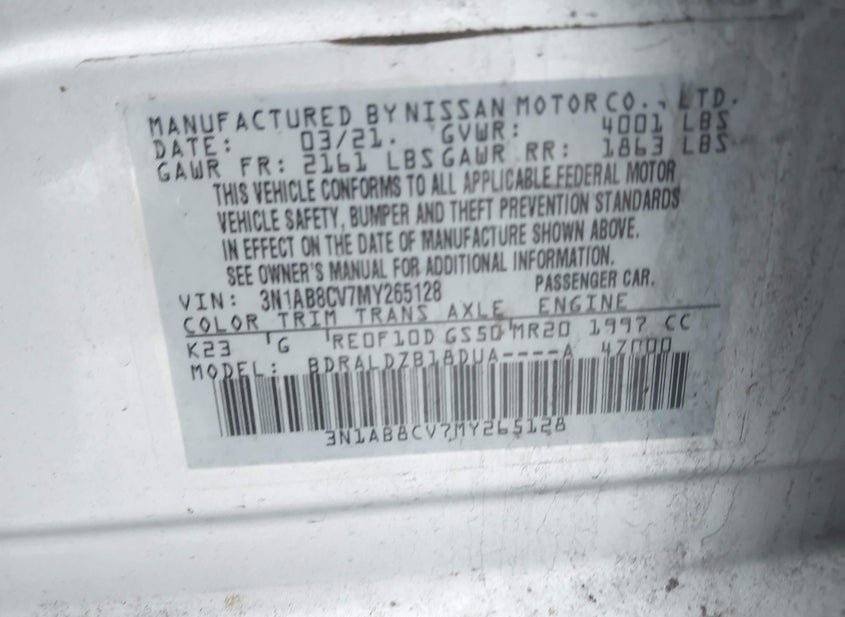 MANUFACTURED BY NISSAN MOTOR CO., LTD.
DATE: 03/21. GVWR: 4001 LBS
GAWR FR: 2161 LBS GAWR RR: 1863 LBS
THIS VEHICLE CONFORMS TO ALL APPLICABLE FEDERAL MOTOR
VEHICLE SAFETY, BUMPER AND THEFT PREVENTION STANDARDS
IN EFFECT ON THE DATE OF MANUFACTURE SHOWN ABOVE.
SEE OWNER'S MANUAL FOR ADDITIONAL INFORMATION.
VIN: 3N1AB8CV7MY265128 PASSENGER CAR.
COLOR TRIM TRANS AXLE ENGINE
K23 G RE0F10D GS50 MR20 1997 CC
MODEL: BDRALDZB18DUA----A 4Z000
3N1AB8CV7MY265128